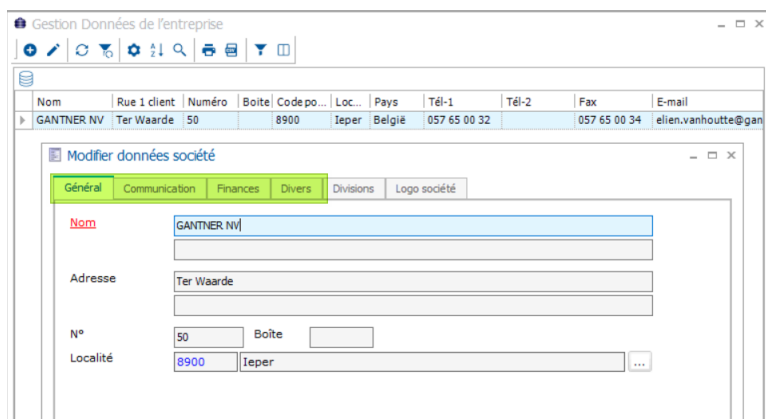 Gestion Données de l'entreprise
Nom Rue 1 client Numéro Boite Code po... Loc... Pays Tél-1 Tél-2 Fax E-mail
GANTNER NV Ter Waarde 50 8900 Ieper België 057 65 00 32 057 65 00 34 elien.vanhoutte@gan
Modifier données société
Général Communication Finances Divers Divisions Logo société
Nom GANTNER NV
Adresse Ter Waarde
N° 50 Boîte
Localité 8900 Ieper ...